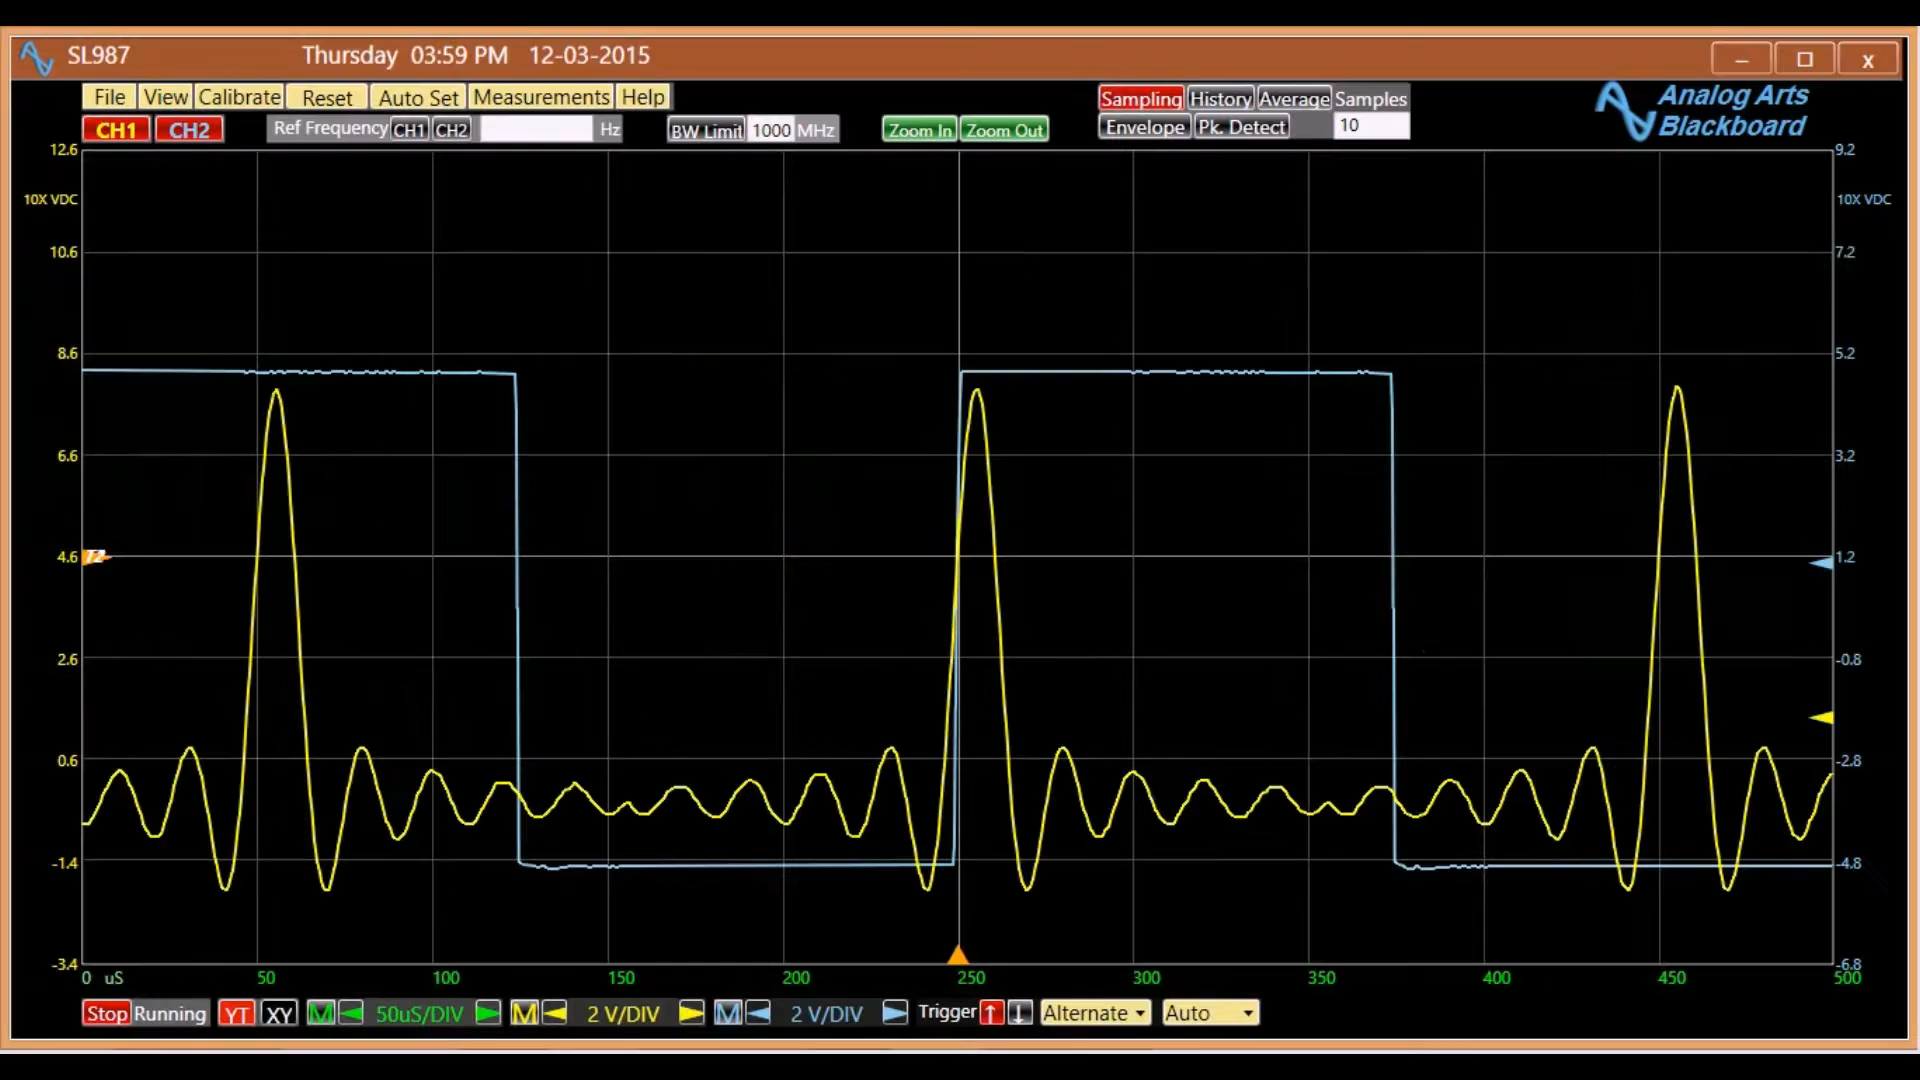 SL987 Thursday 03:59 PM 12-03-2015 – x
File View Calibrate Reset Auto Set Measurements Help Sampling History Average Samples Analog Arts
CH1 CH2 Ref Frequency CH1 CH2 Hz BW Limit 1000 MHz Zoom In Zoom Out Envelope Pk. Detect 10 Blackboard
12.6 9.2
10X VDC 10X VDC
10.6 7.2
8.6 5.2
6.6 3.2
4.6 1.2
2.6 -0.8
0.6 -2.8
-1.4 -4.8
-3.4 -6.8
0 uS 50 100 150 200 250 300 350 400 450 500
Stop Running YT XY M 50uS/DIV M 2 V/DIV M 2 V/DIV Trigger ↑ ↓ Alternate Auto